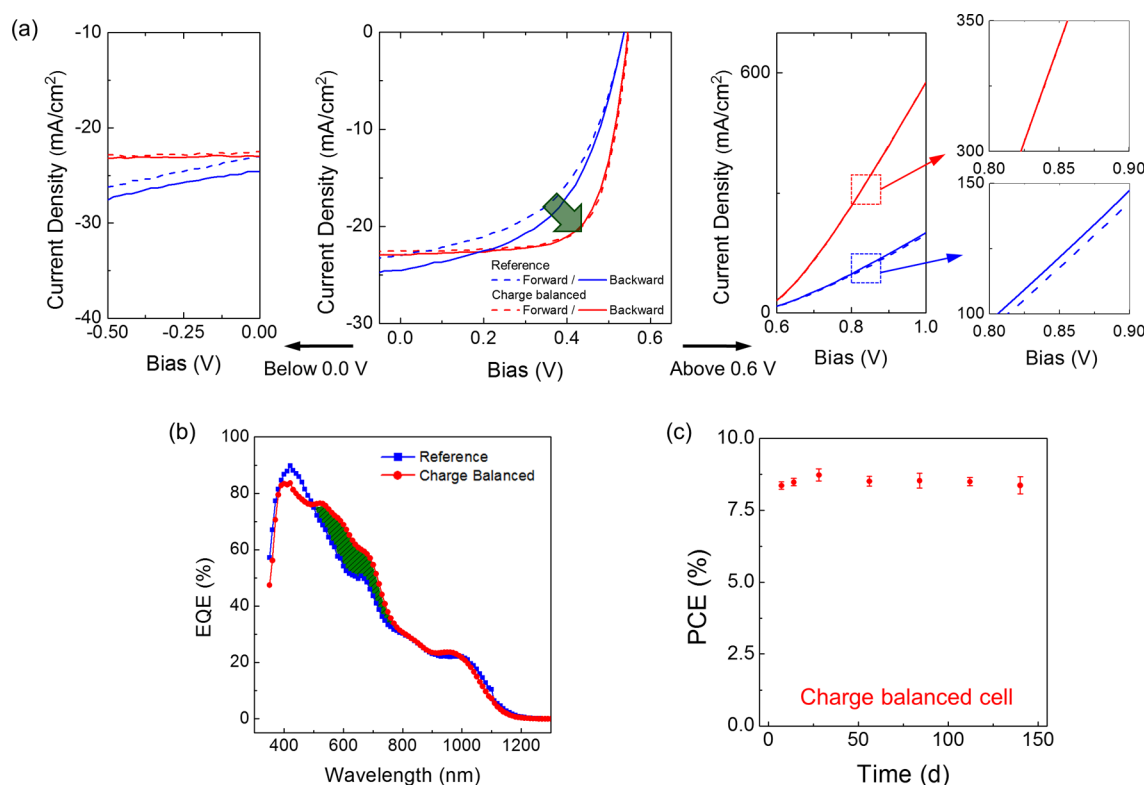 (a)
-10
-20
-30
-40
-0.50
-0.25
0.00
Current Density (mA/cm²)
Bias (V)
Below 0.0 V
0
-10
-20
-30
0.0
0.2
0.4
0.6
Current Density (mA/cm²)
Bias (V)
Reference
Forward / Backward
Charge balanced
Forward / Backward
Above 0.6 V
600
300
0
0.6
0.8
1.0
Current Density (mA/cm²)
Bias (V)
350
300
0.80 0.85 0.90
150
100
0.80 0.85 0.90
Bias (V)
(b)
100
80
60
40
20
0
400 600 800 1000 1200
EQE (%)
Wavelength (nm)
Reference
Charge Balanced
(c)
10.0
7.5
5.0
2.5
0.0
0 50 100 150
PCE (%)
Time (d)
Charge balanced cell